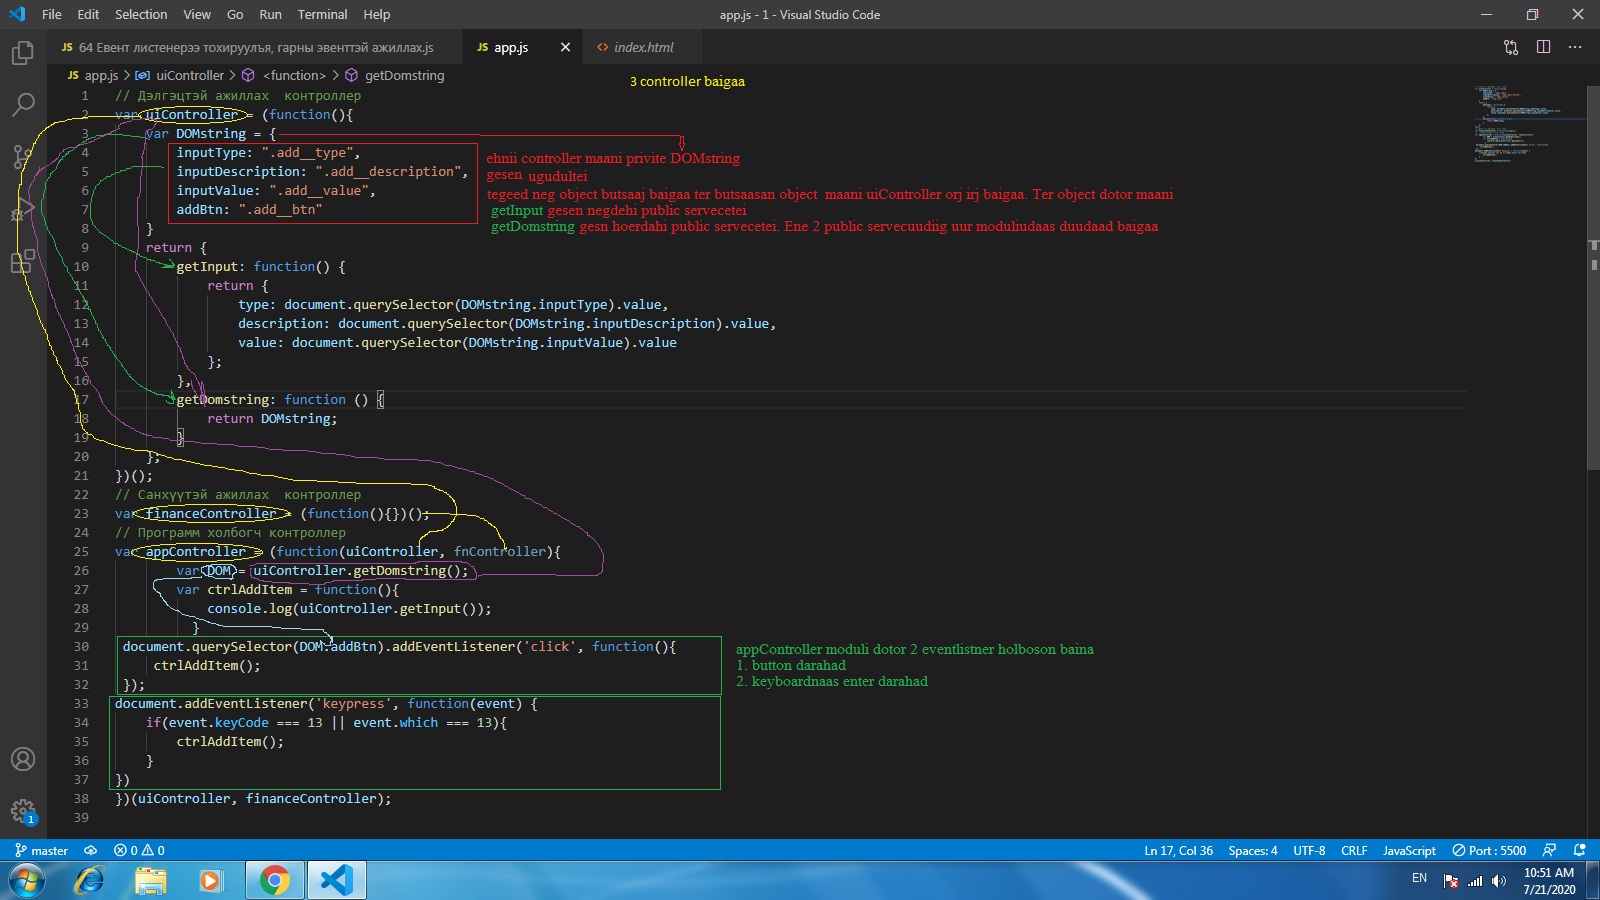 File Edit Selection View Go Run Terminal Help
app.js - 1 - Visual Studio Code
JS 64 Евент листенерээ тохируулъя, гарны эвенттэй ажиллах.js
JS app.js
<> index.html
JS app.js > uiController > <function> > getDomstring
3 controller baigaa
1 // Дэлгэцтэй ажиллах контроллер
2 var uiController = (function(){
3 var DOMstring = {
4 inputType: ".add__type",
5 inputDescription: ".add__description",
6 inputValue: ".add__value",
7 addBtn: ".add__btn"
8 }
9 return {
10 getInput: function() {
11 return {
12 type: document.querySelector(DOMstring.inputType).value,
13 description: document.querySelector(DOMstring.inputDescription).value,
14 value: document.querySelector(DOMstring.inputValue).value
15 };
16 },
17 getDomstring: function () {
18 return DOMstring;
19 }
20 };
21 })();
22 // Санхүүтэй ажиллах контроллер
23 var financeController = (function(){})();
24 // Программ холбогч контроллер
25 var appController = (function(uiController, fnController){
26 var DOM = uiController.getDomstring();
27 var ctrlAddItem = function(){
28 console.log(uiController.getInput());
29 }
30 document.querySelector(DOM.addBtn).addEventListener('click', function(){
31 ctrlAddItem();
32 });
33 document.addEventListener('keypress', function(event) {
34 if(event.keyCode === 13 || event.which === 13){
35 ctrlAddItem();
36 }
37 })
38 })(uiController, financeController);
39
ehnii controller maani privite DOMstring
gesen ugudultei
tegeed neg object butsaaj baigaa ter butsaasan object maani uiController orj irj baigaa. Ter object dotor maani
getInput gesen negdehi public servecetei
getDomstring gesn hoerdahi public servecetei. Ene 2 public servecuudiig uur moduliudaas duudaad baigaa
appController moduli dotor 2 eventlistner holboson baina
1. button darahad
2. keyboardnaas enter darahad
1
master 0 0
Ln 17, Col 36 Spaces: 4 UTF-8 CRLF JavaScript Port : 5500
EN
10:51 AM
7/21/2020